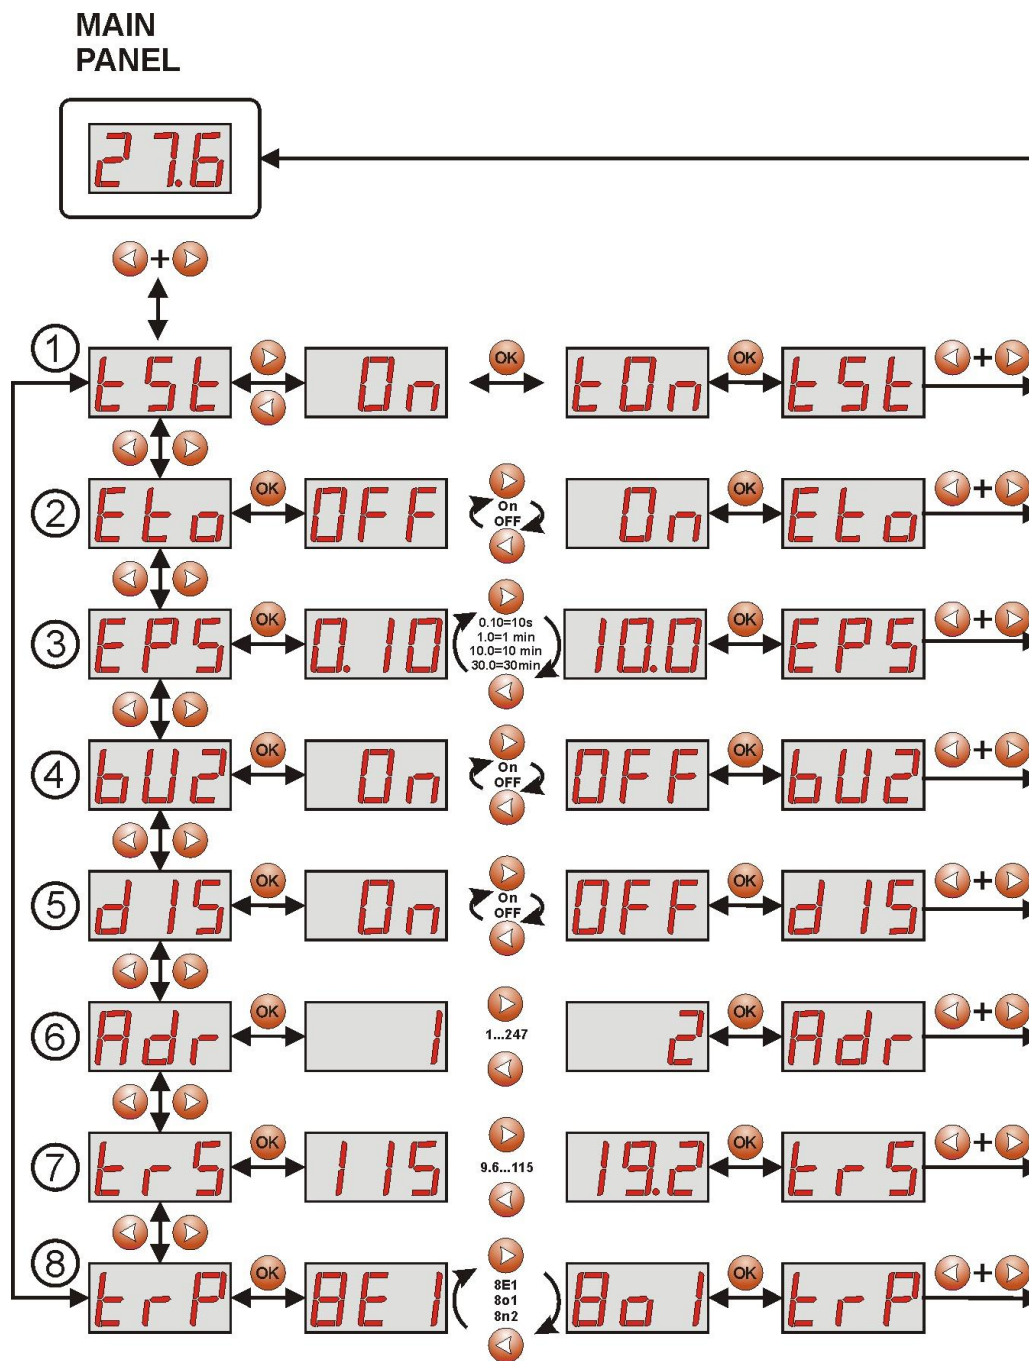 MAIN
PANEL
27.6
+
1 tSt On OK tOn OK tSt +
2 Eto OK OFF On OFF On OK Eto +
3 EPS OK 0.10 0.10=10s 1.0=1 min 10.0=10 min 30.0=30min 10.0 OK EPS +
4 bU2 OK On On OFF OFF OK bU2 +
5 dIS OK On On OFF OFF OK dIS +
6 Adr OK 1 1...247 2 OK Adr +
7 trS OK 115 9.6...115 19.2 OK trS +
8 trP OK 8E1 8E1 8o1 8n2 8o1 OK trP +